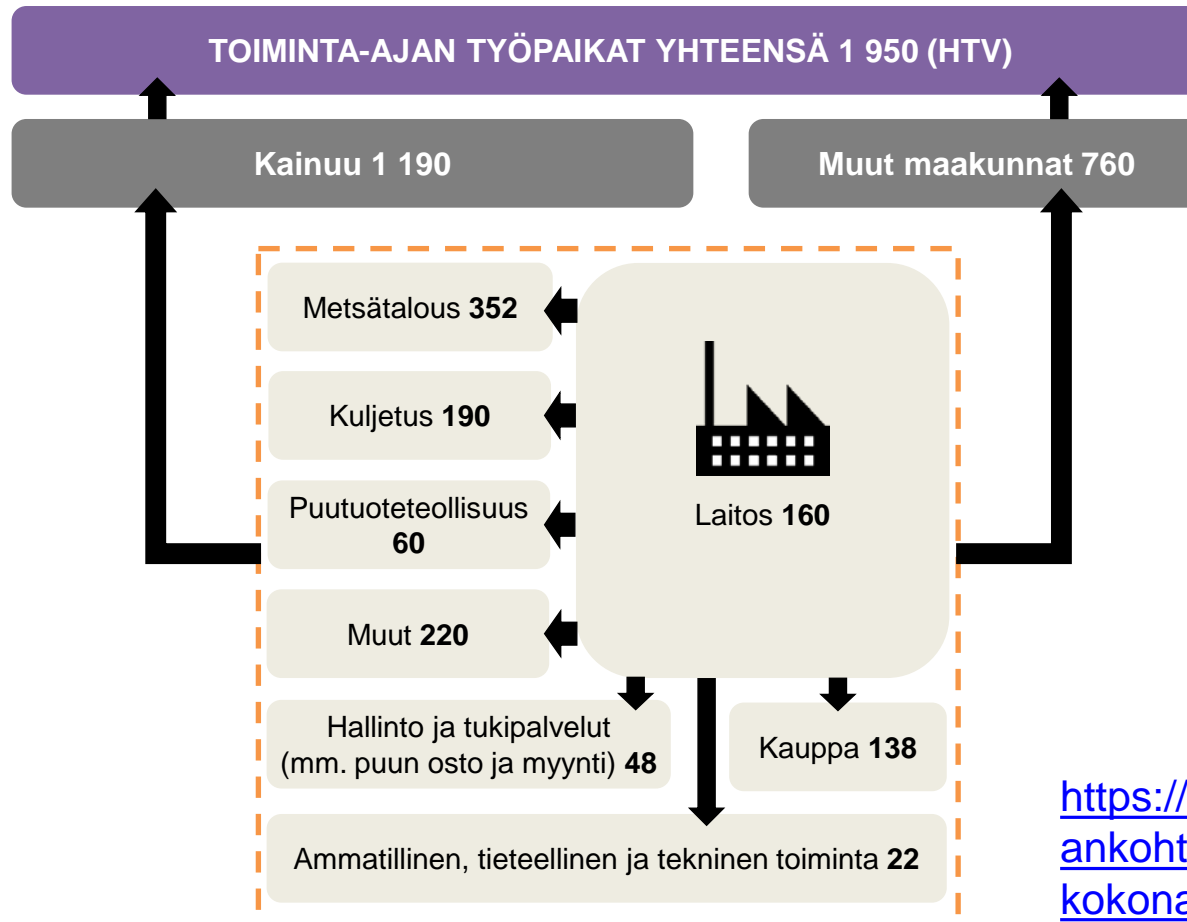 TOIMINTA-AJAN TYÖPAIKAT YHTEENSÄ 1 950 (HTV)
Kainuu 1 190
Muut maakunnat 760
Metsätalous 352
Kuljetus 190
Puutuoteteollisuus
60
Laitos 160
Muut 220
Hallinto ja tukipalvelut
(mm. puun osto ja myynti) 48
Kauppa 138
Ammatillinen, tieteellinen ja tekninen toiminta 22
https://
ankoht
kokona